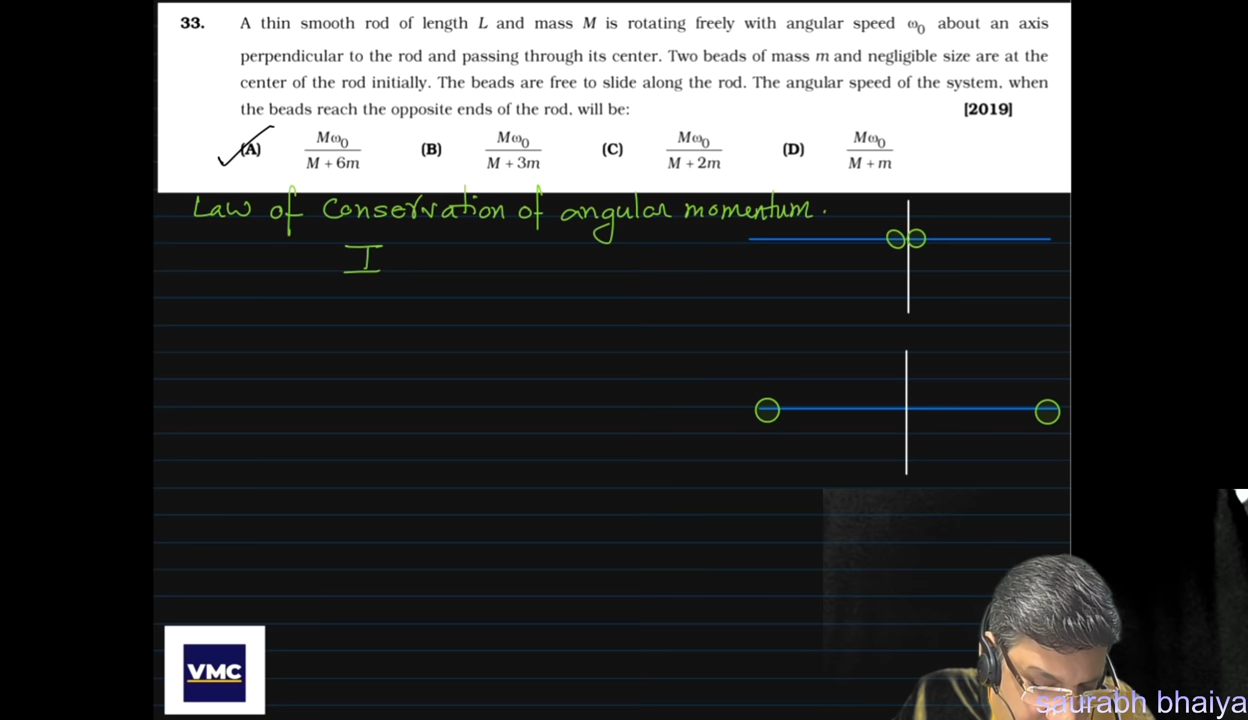 33. A thin smooth rod of length L and mass M is rotating freely with angular speed ω₀ about an axis
perpendicular to the rod and passing through its center. Two beads of mass m and negligible size are at the
center of the rod initially. The beads are free to slide along the rod. The angular speed of the system, when
the beads reach the opposite ends of the rod, will be: [2019]
(A) Mω₀/(M + 6m) (B) Mω₀/(M + 3m) (C) Mω₀/(M + 2m) (D) Mω₀/(M + m)
Law of Conservation of angular momentum.
I
VMC
saurabh bhaiya